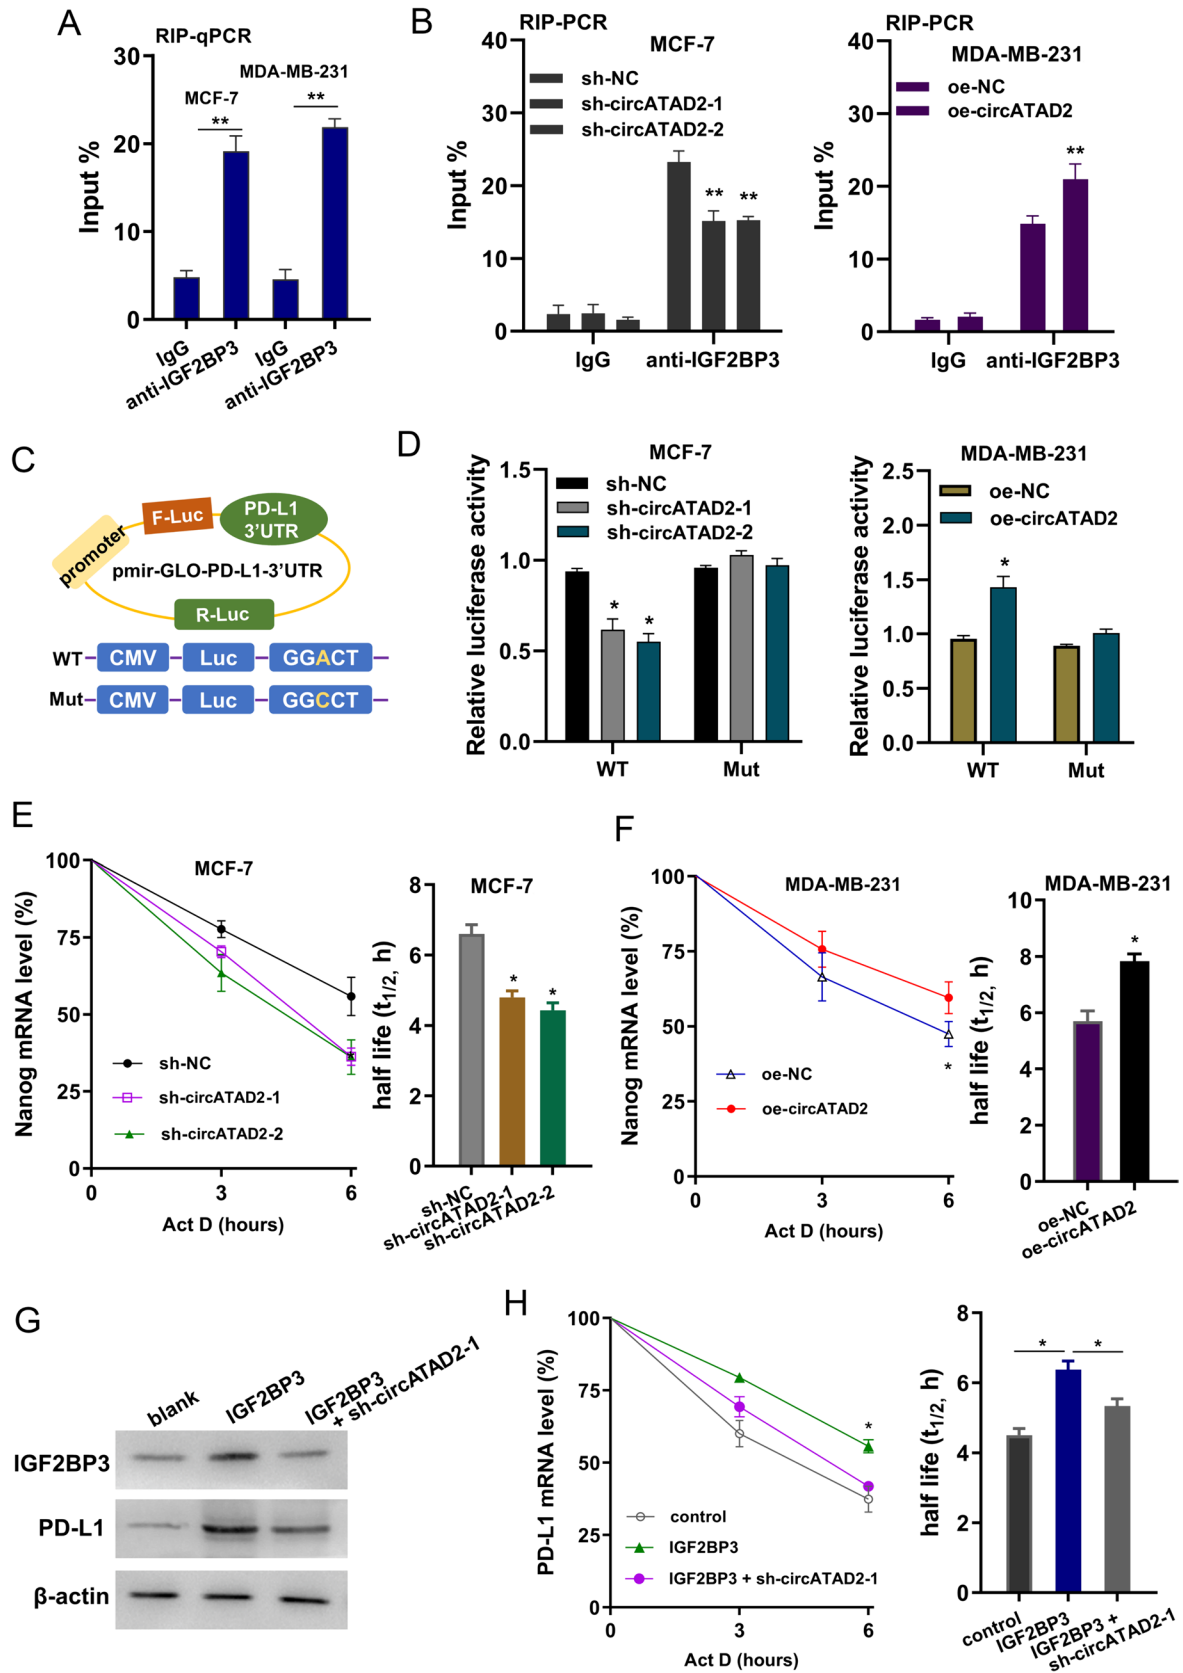 A
RIP-qPCR
MDA-MB-231
MCF-7
**
**
Input %
30
20
10
0
IgG
anti-IGF2BP3
IgG
anti-IGF2BP3
B
RIP-PCR
MCF-7
sh-NC
sh-circATAD2-1
sh-circATAD2-2
Input %
40
30
20
10
0
**
**
IgG
anti-IGF2BP3
RIP-PCR
MDA-MB-231
oe-NC
oe-circATAD2
Input %
40
30
20
10
0
**
IgG
anti-IGF2BP3
C
F-Luc
PD-L1
3’UTR
promoter
pmir-GLO-PD-L1-3’UTR
R-Luc
WT CMV Luc GGACT
Mut CMV Luc GGCCT
D
MCF-7
sh-NC
sh-circATAD2-1
sh-circATAD2-2
Relative luciferase activity
1.5
1.0
0.5
0.0
*
*
WT
Mut
MDA-MB-231
oe-NC
oe-circATAD2
Relative luciferase activity
2.5
2.0
1.5
1.0
0.5
0.0
*
WT
Mut
E
MCF-7
Nanog mRNA level (%)
100
75
50
25
0
sh-NC
sh-circATAD2-1
sh-circATAD2-2
0
3
6
Act D (hours)
MCF-7
half life (t1/2, h)
8
6
4
2
0
*
*
sh-NC
sh-circATAD2-1
sh-circATAD2-2
F
MDA-MB-231
Nanog mRNA level (%)
100
75
50
25
0
*
oe-NC
oe-circATAD2
0
3
6
Act D (hours)
MDA-MB-231
half life (t1/2, h)
10
8
6
4
2
0
*
oe-NC
oe-circATAD2
G
blank
IGF2BP3
IGF2BP3
+ sh-circATAD2-1
IGF2BP3
PD-L1
β-actin
H
PD-L1 mRNA level (%)
100
75
50
25
0
*
control
IGF2BP3
IGF2BP3 + sh-circATAD2-1
0
3
6
Act D (hours)
half life (t1/2, h)
8
6
4
2
0
*
*
control
IGF2BP3
IGF2BP3 +
sh-circATAD2-1